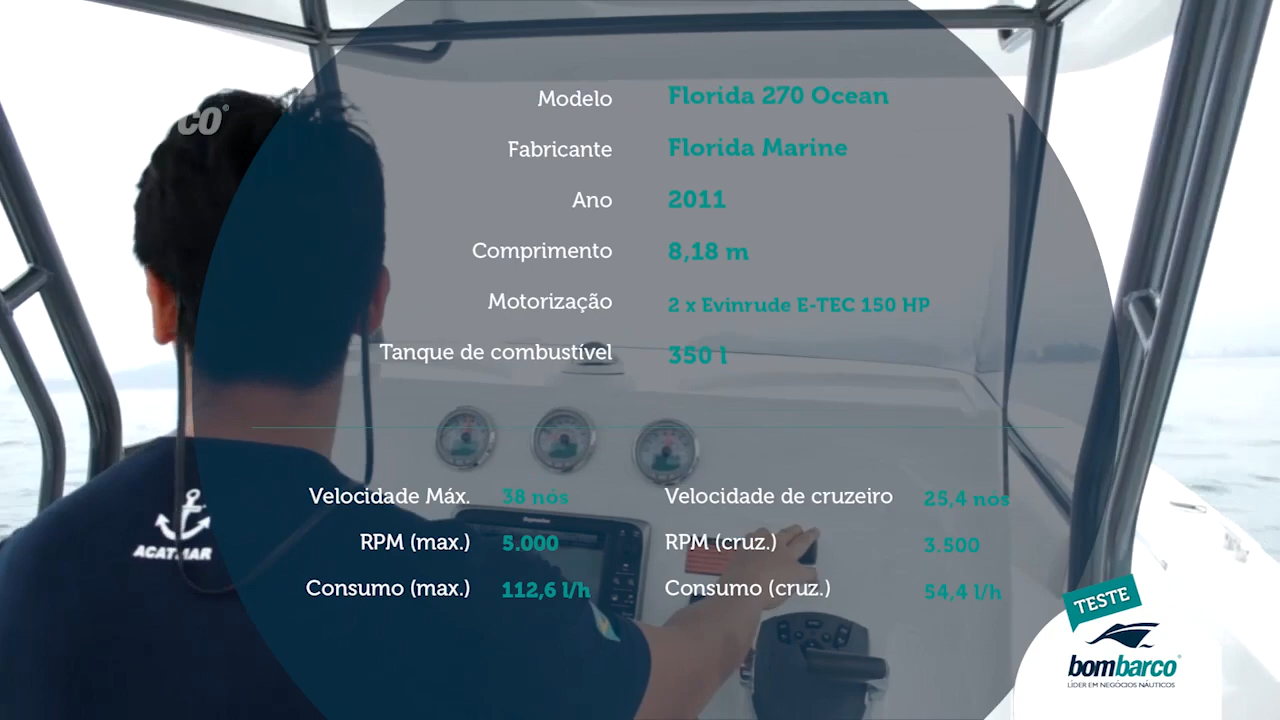 co®
Modelo Florida 270 Ocean
Fabricante Florida Marine
Ano 2011
Comprimento 8,18 m
Motorização 2 x Evinrude E-TEC 150 HP
Tanque de combustível 350 l
Velocidade Máx. 38 nós Velocidade de cruzeiro 25,4 nos
RPM (max.) 5.000 RPM (cruz.) 3.500
Consumo (max.) 112,6 l/h Consumo (cruz.) 54,4 l/h
ACATMAR
TESTE
bombarco®
LÍDER EM NEGÓCIOS NÁUTICOS